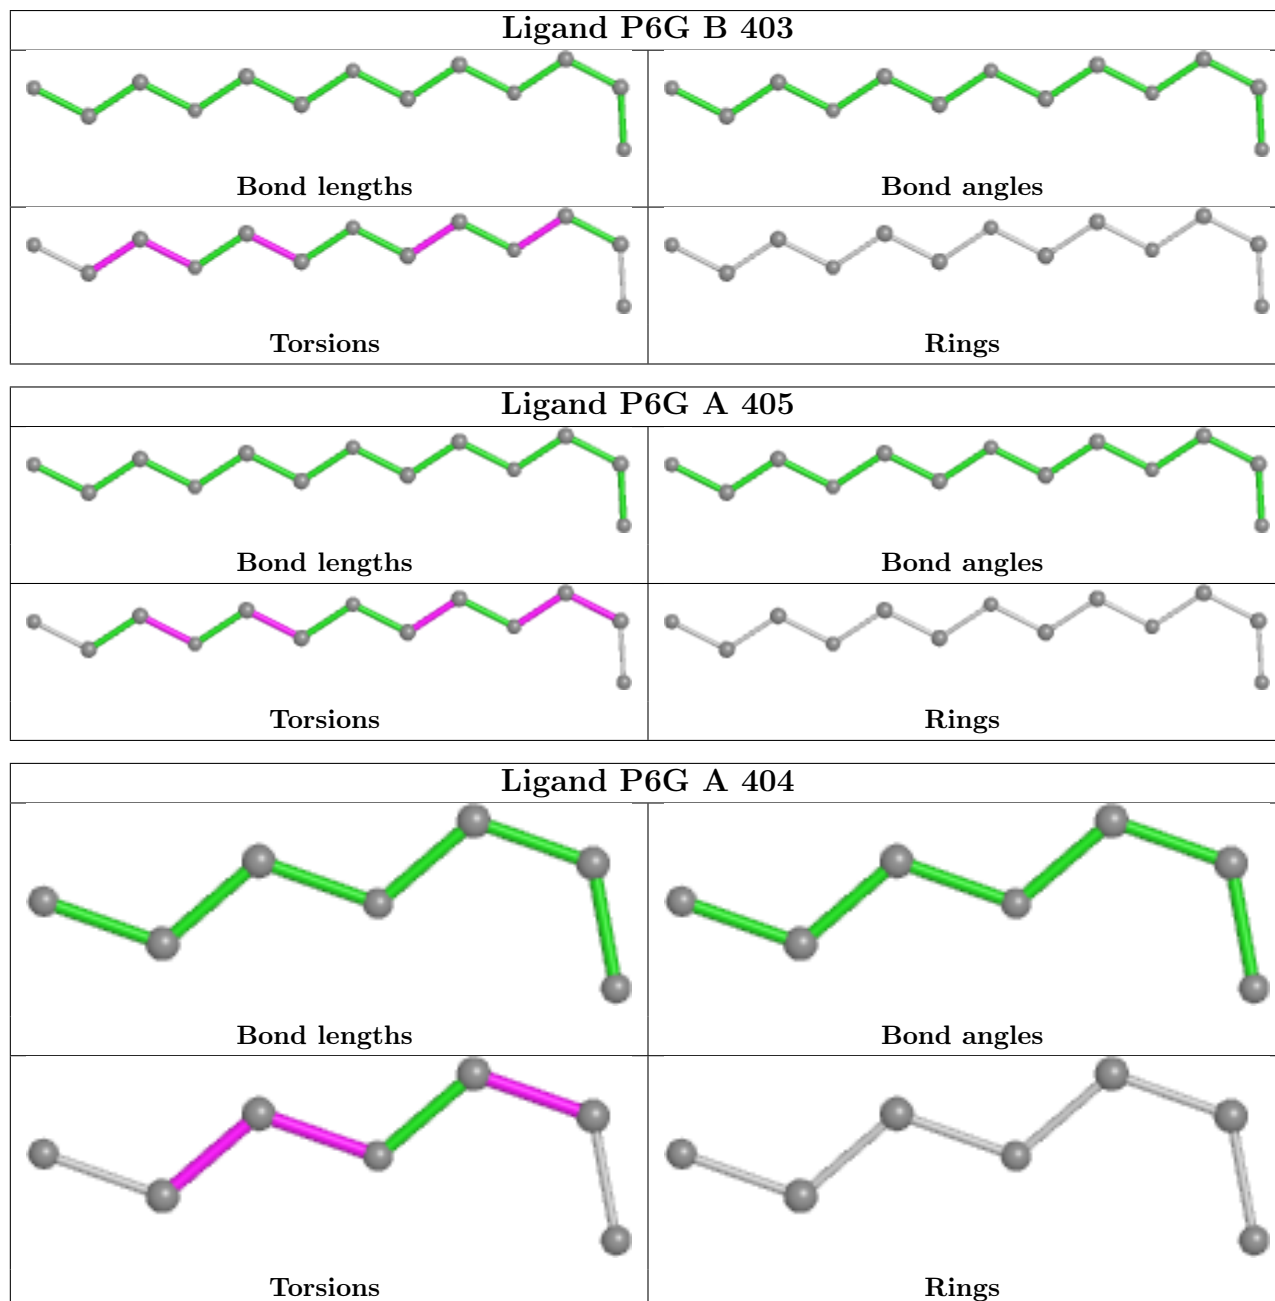 Ligand P6G B 403
Bond lengths
Bond angles
Torsions
Rings
Ligand P6G A 405
Bond lengths
Bond angles
Torsions
Rings
Ligand P6G A 404
Bond lengths
Bond angles
Torsions
Rings